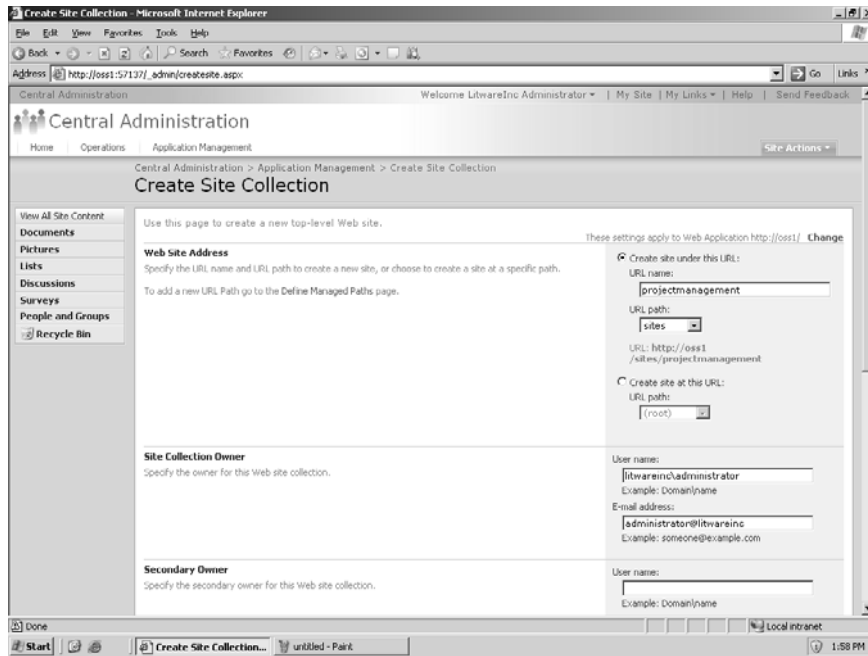 Create Site Collection - Microsoft Internet Explorer
File Edit View Favorites Tools Help
Back Search Favorites
Address http://oss1:57137/_admin/createsite.aspx Go Links
Central Administration Welcome LitwareInc Administrator | My Site | My Links | Help | Send Feedback
Central Administration
Home Operations Application Management Site Actions
Central Administration > Application Management > Create Site Collection
Create Site Collection
View All Site Content
Documents
Pictures
Lists
Discussions
Surveys
People and Groups
Recycle Bin
Use this page to create a new top-level Web site.
These settings apply to Web Application http://oss1/ Change
Web Site Address
Specify the URL name and URL path to create a new site, or choose to create a site at a specific path.
To add a new URL Path go to the Define Managed Paths page.
Create site under this URL:
URL name:
projectmanagement
URL path:
sites
URL: http://oss1
/sites/projectmanagement
Create site at this URL:
URL path:
(root)
Site Collection Owner
Specify the owner for this Web site collection.
User name:
litwareinc\administrator
Example: Domain\name
E-mail address:
administrator@litwareinc
Example: someone@example.com
Secondary Owner
Specify the secondary owner for this Web site collection.
User name:
Example: Domain\name
Done Local intranet
Start Create Site Collection... untitled - Paint 1:58 PM